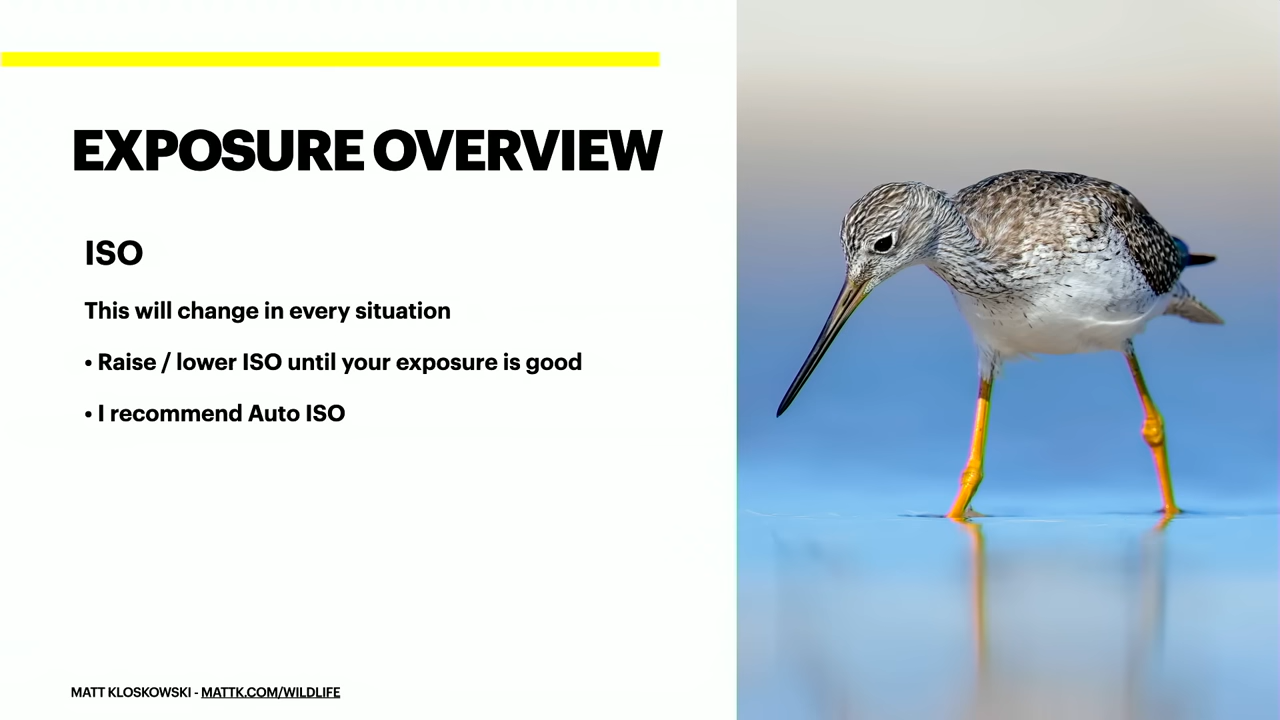 EXPOSURE OVERVIEW
ISO
This will change in every situation
• Raise / lower ISO until your exposure is good
• I recommend Auto ISO
MATT KLOSKOWSKI - MATTK.COM/WILDLIFE